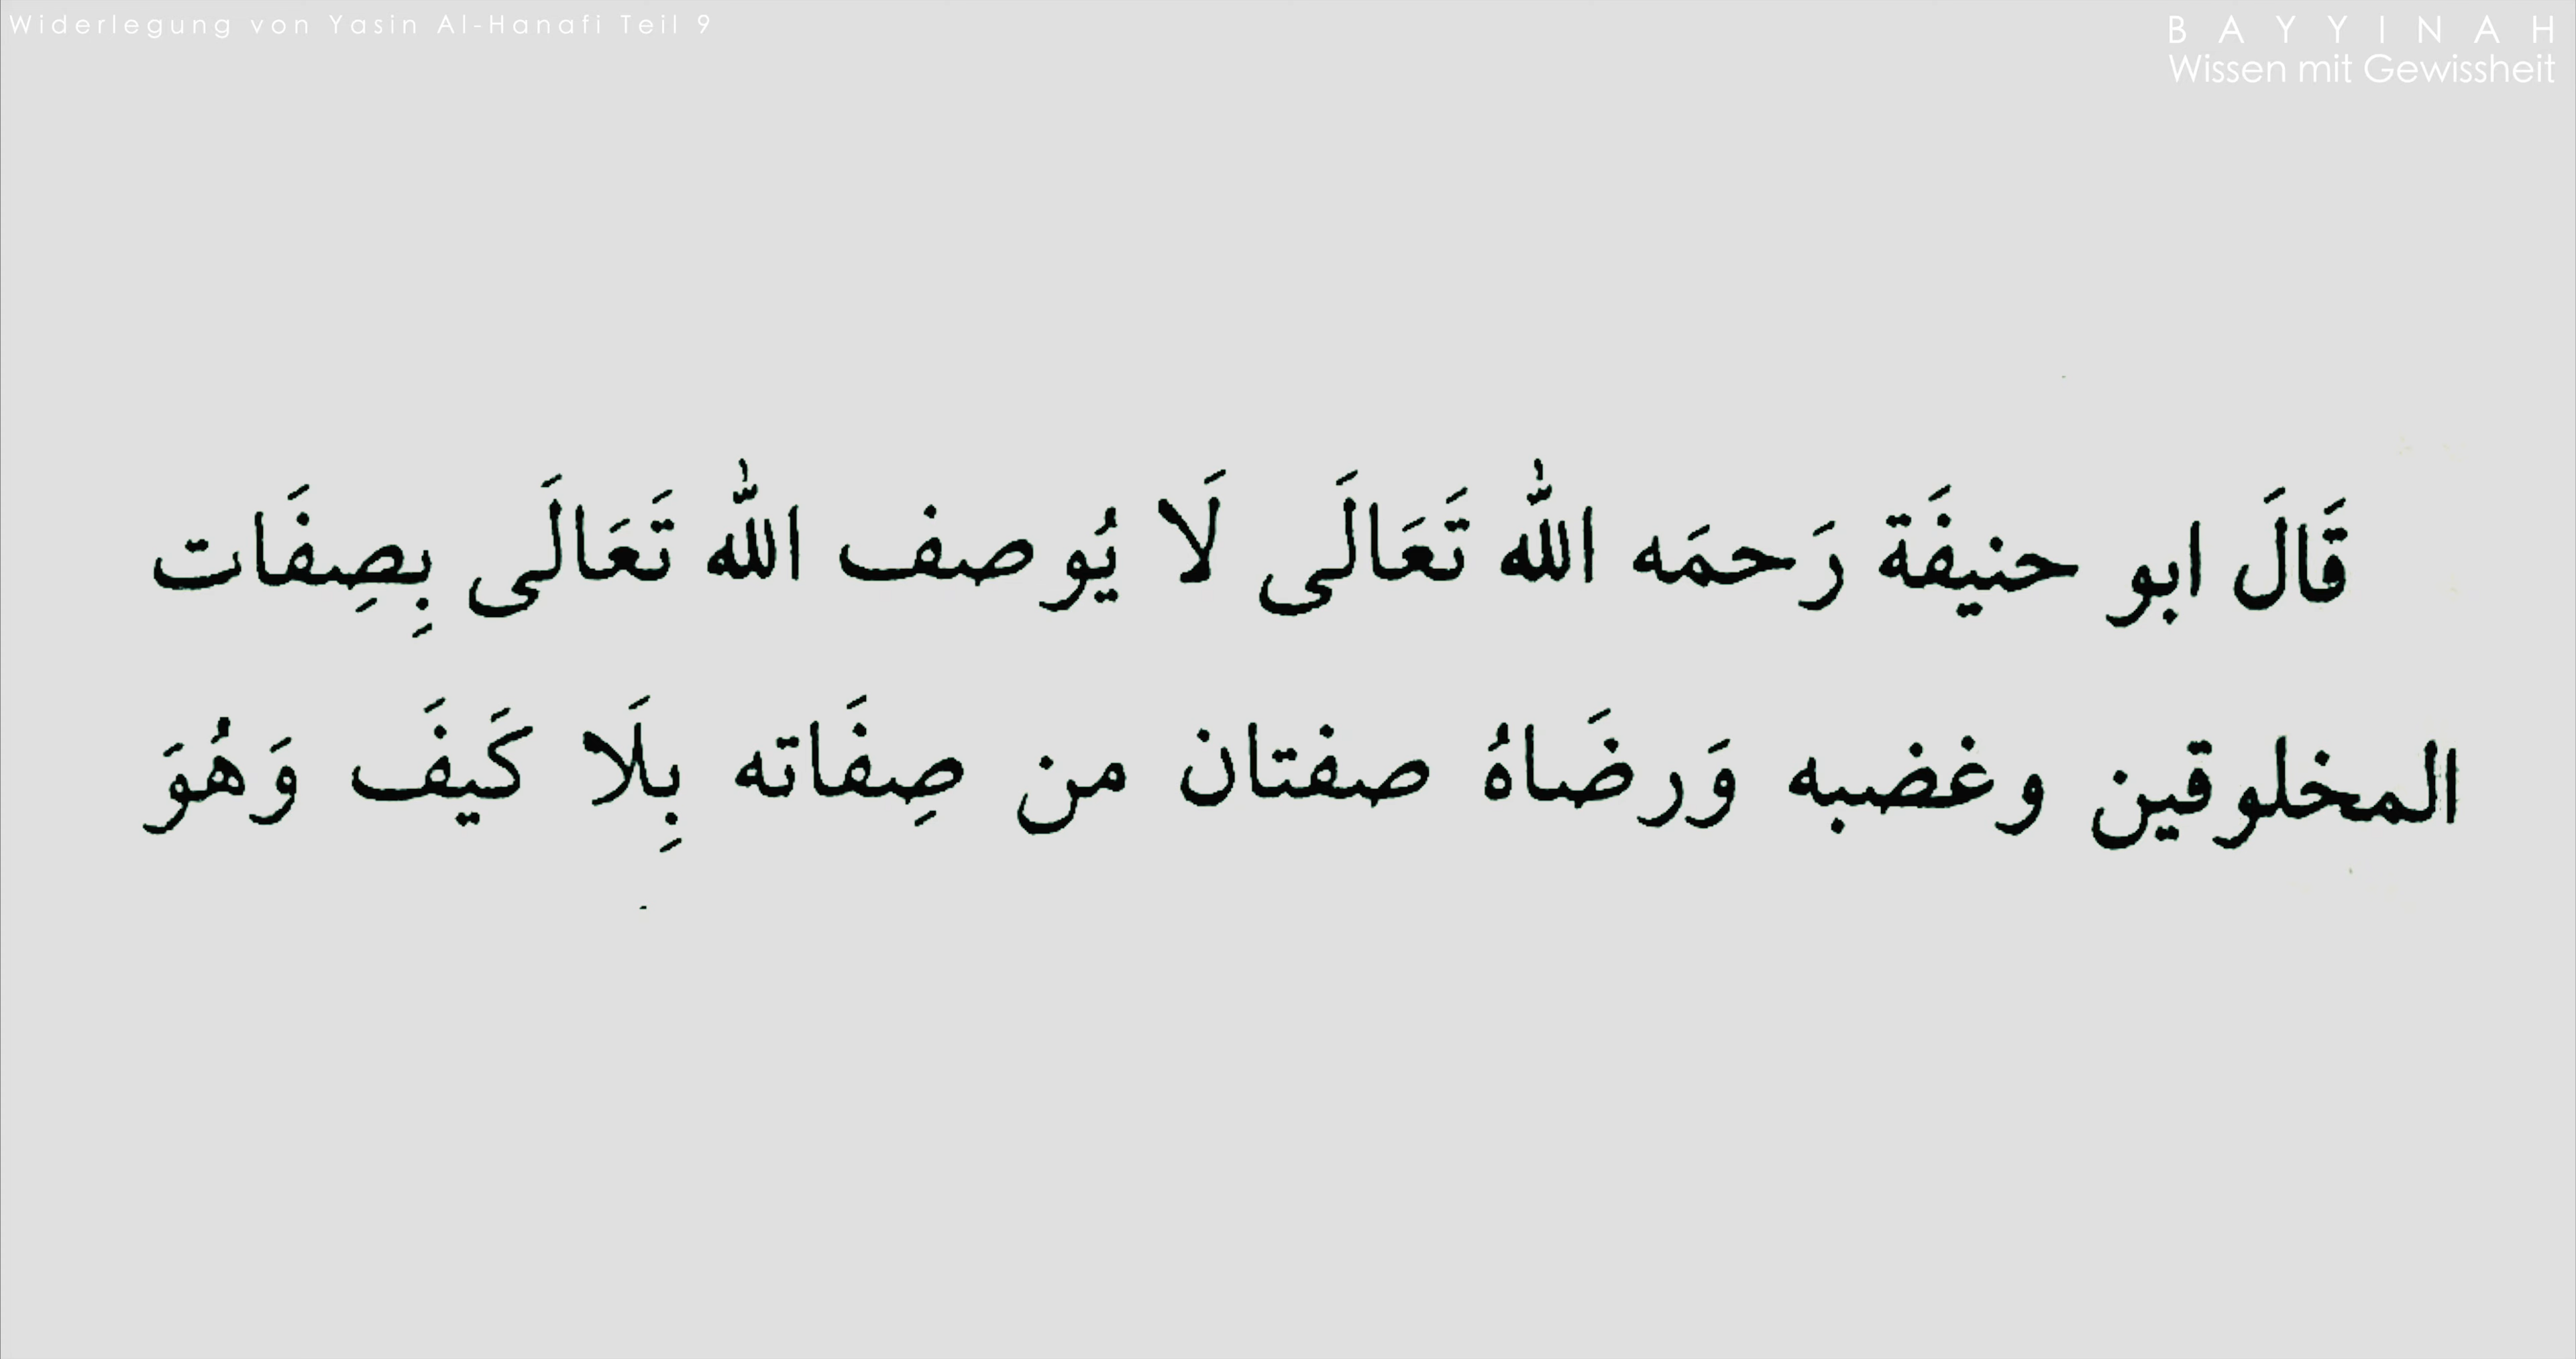 Widerlegung von Yasin Al-Hanafi Teil 9
BAYYINAH
Wissen mit Gewissheit
قَالَ ابو حنيفَة رَحمَه الله تَعَالَى لَا يُوصف الله تَعَالَى بِصِفَات
المخلوقين وغضبه وَرضَاهُ صفتان من صِفَاته بِلَا كَيفَ وَهُوَ